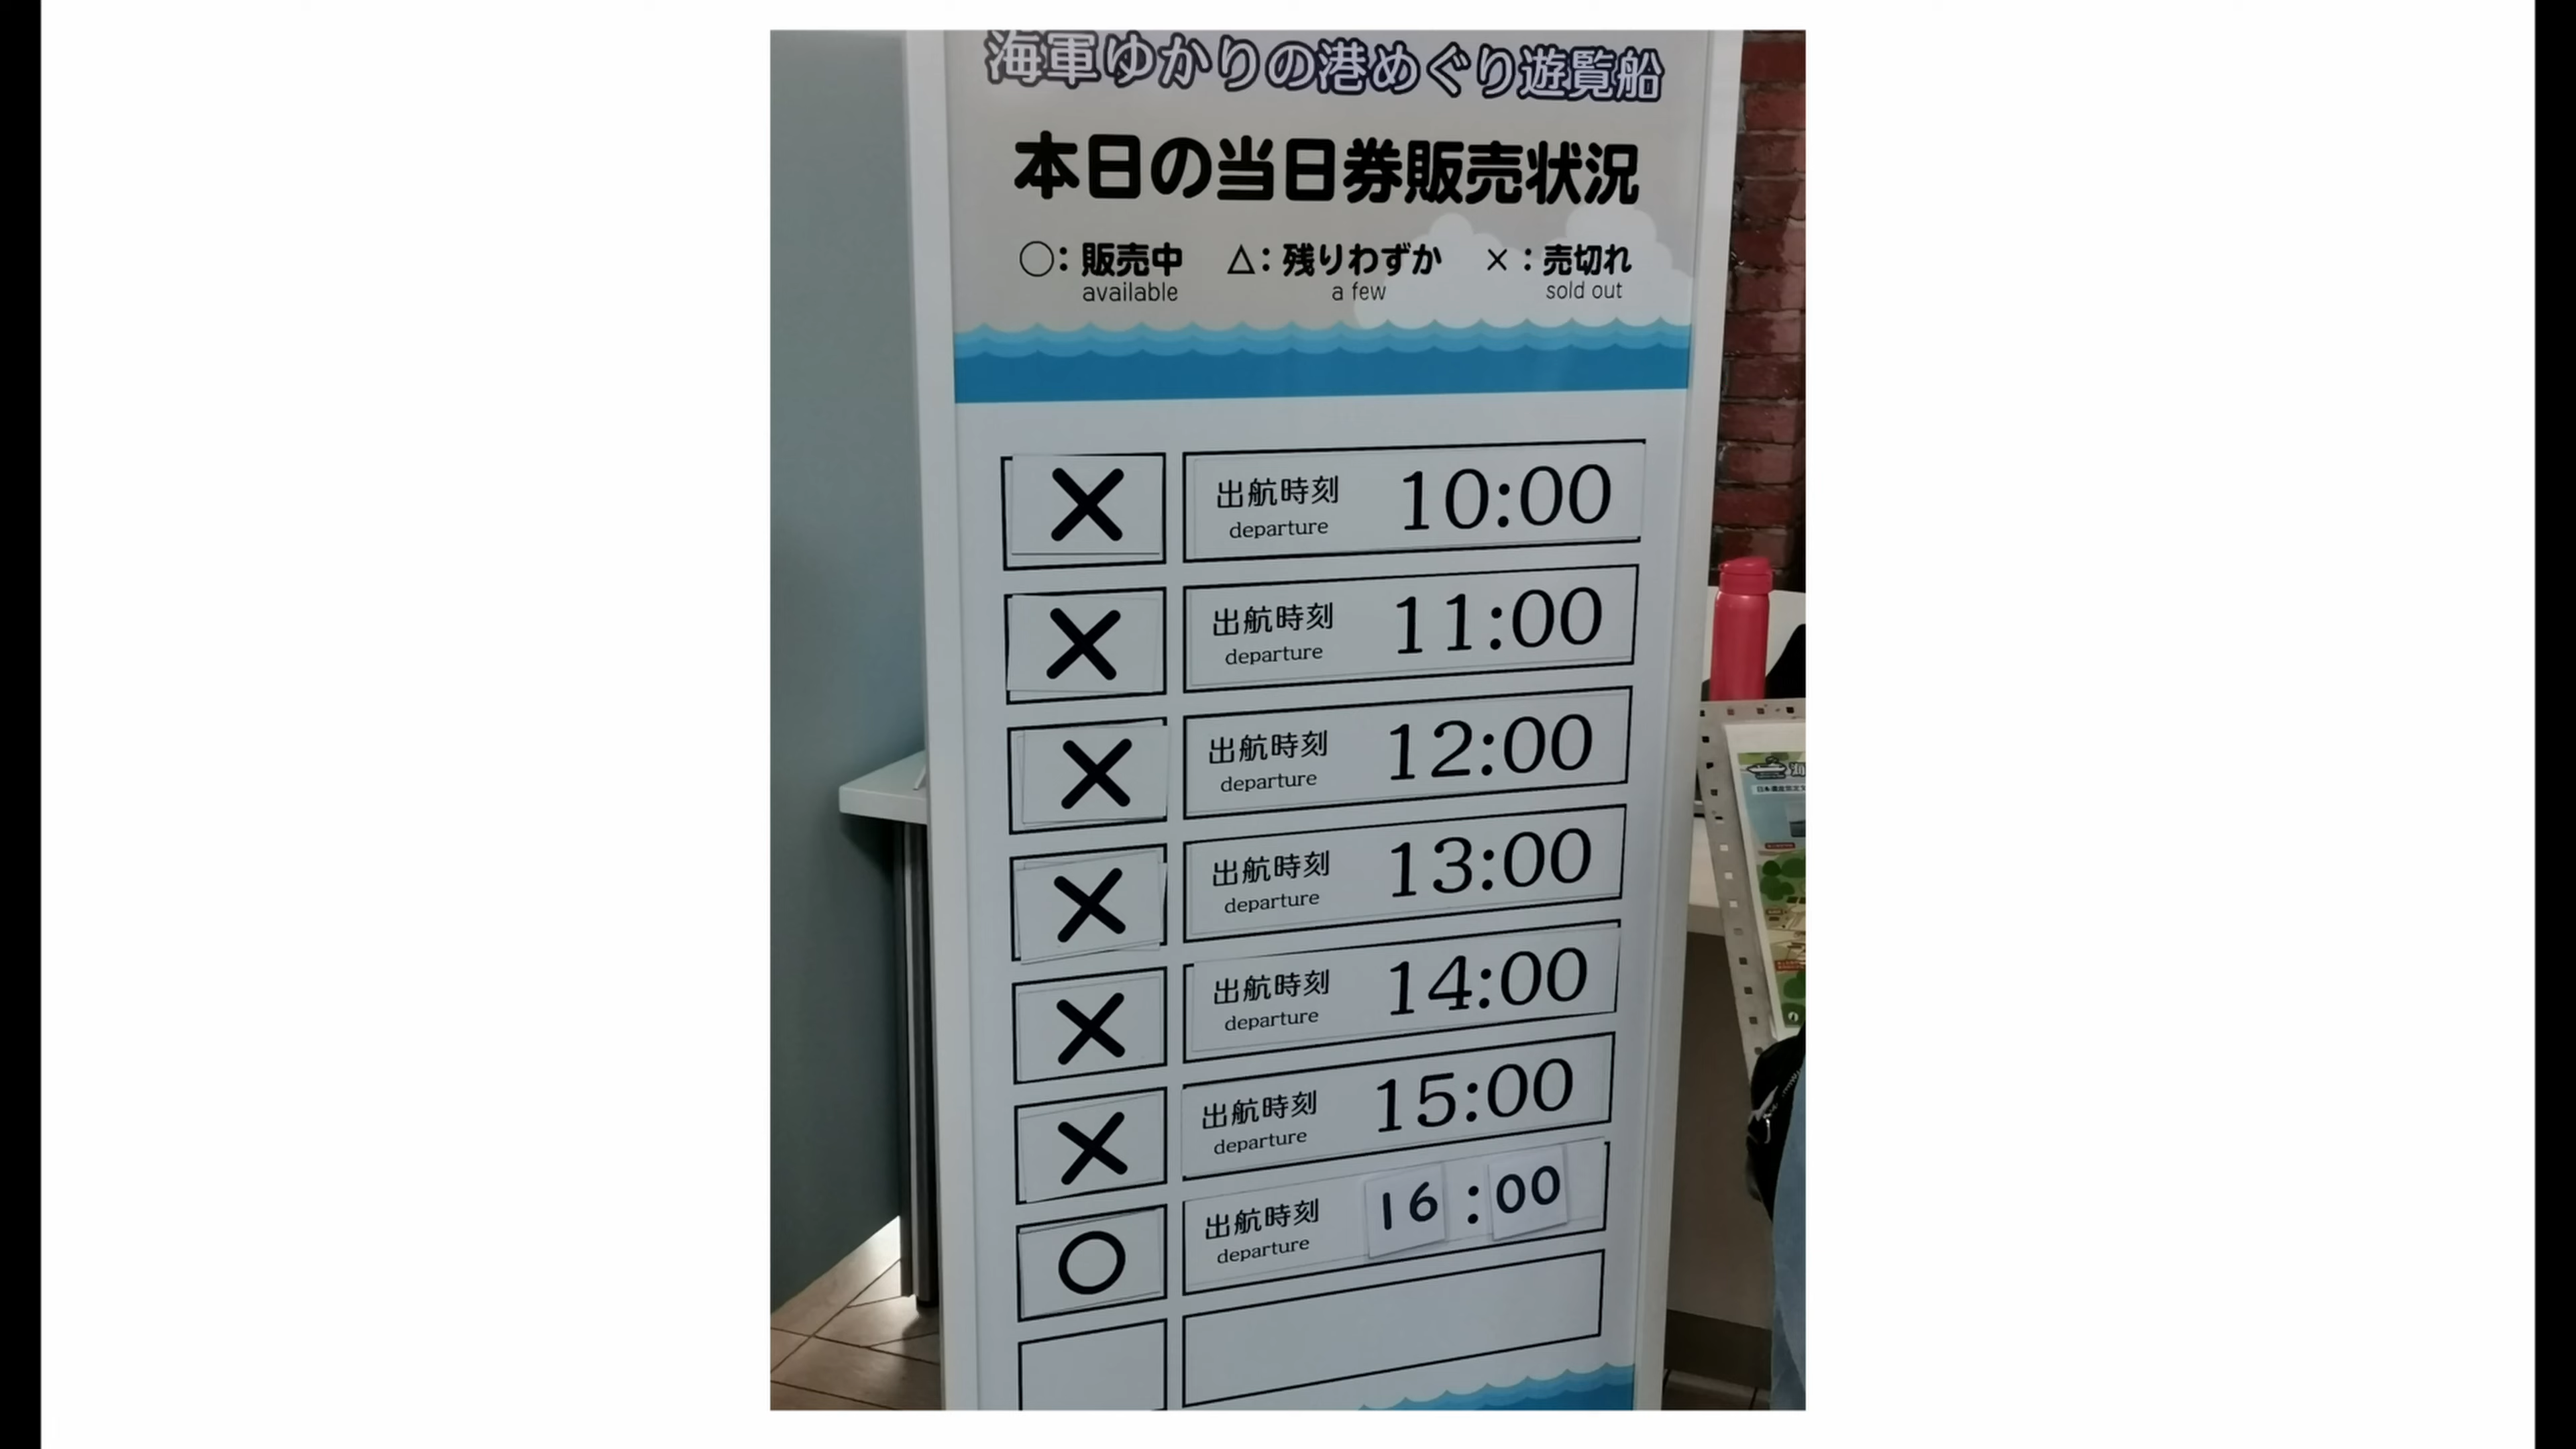 海軍ゆかりの港めぐり遊覧船
本日の当日券販売状況
○：販売中 △：残りわずか ×：売切れ
available a few sold out
× 出航時刻 10:00
departure
× 出航時刻 11:00
departure
× 出航時刻 12:00
departure
× 出航時刻 13:00
departure
× 出航時刻 14:00
departure
× 出航時刻 15:00
departure
○ 出航時刻 16:00
departure